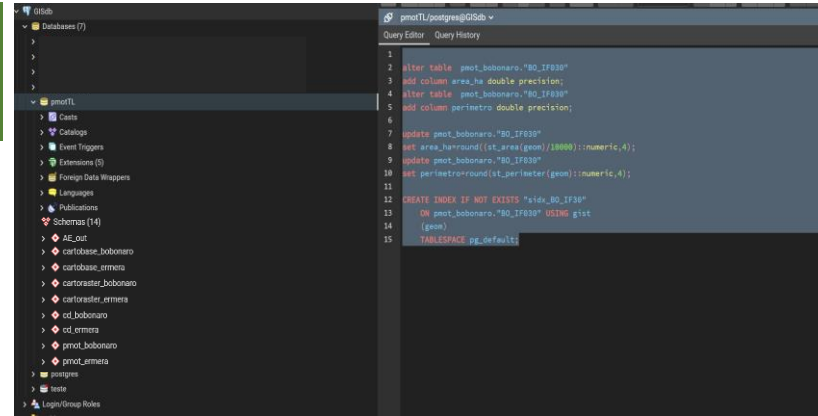 GISdb
Databases (7)
pmotTL
Casts
Catalogs
Event Triggers
Extensions (5)
Foreign Data Wrappers
Languages
Publications
Schemas (14)
AE_out
cartobase_bobonaro
cartobase_ermera
cartoraster_bobonaro
cartoraster_ermera
cd_bobonaro
cd_ermera
pmot_bobonaro
pmot_ermera
postgres
teste
Login/Group Roles
pmotTL/postgres@GISdb
Query Editor Query History
1
2 alter table pmot_bobonaro."BO_IF030"
3 add column area_ha double precision;
4 alter table pmot_bobonaro."BO_IF030"
5 add column perimetro double precision;
6
7 update pmot_bobonaro."BO_IF030"
8 set area_ha=round((st_area(geom)/10000)::numeric,4);
9 update pmot_bobonaro."BO_IF030"
10 set perimetro=round(st_perimeter(geom)::numeric,4);
11
12 CREATE INDEX IF NOT EXISTS "sidx_BO_IF30"
13 ON pmot_bobonaro."BO_IF030" USING gist
14 (geom)
15 TABLESPACE pg_default;